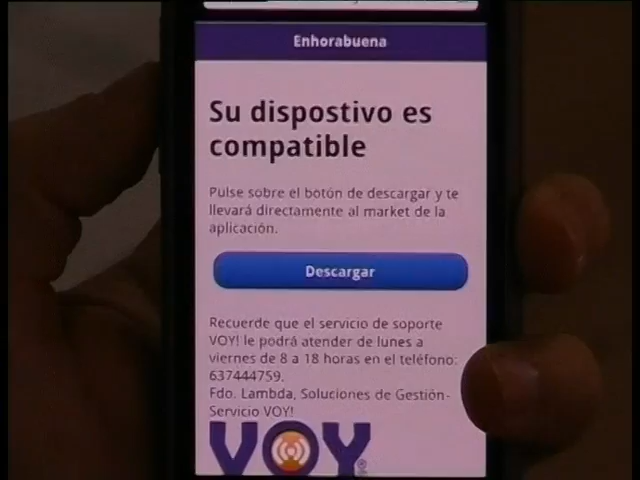 Enhorabuena
Su dispostivo es
compatible
Pulse sobre el botón de descargar y te
llevará directamente al market de la
aplicación.
Descargar
Recuerde que el servicio de soporte
VOY! le podrá atender de lunes a
viernes de 8 a 18 horas en el teléfono:
637444759.
Fdo. Lambda, Soluciones de Gestión-
Servicio VOY!
VOY